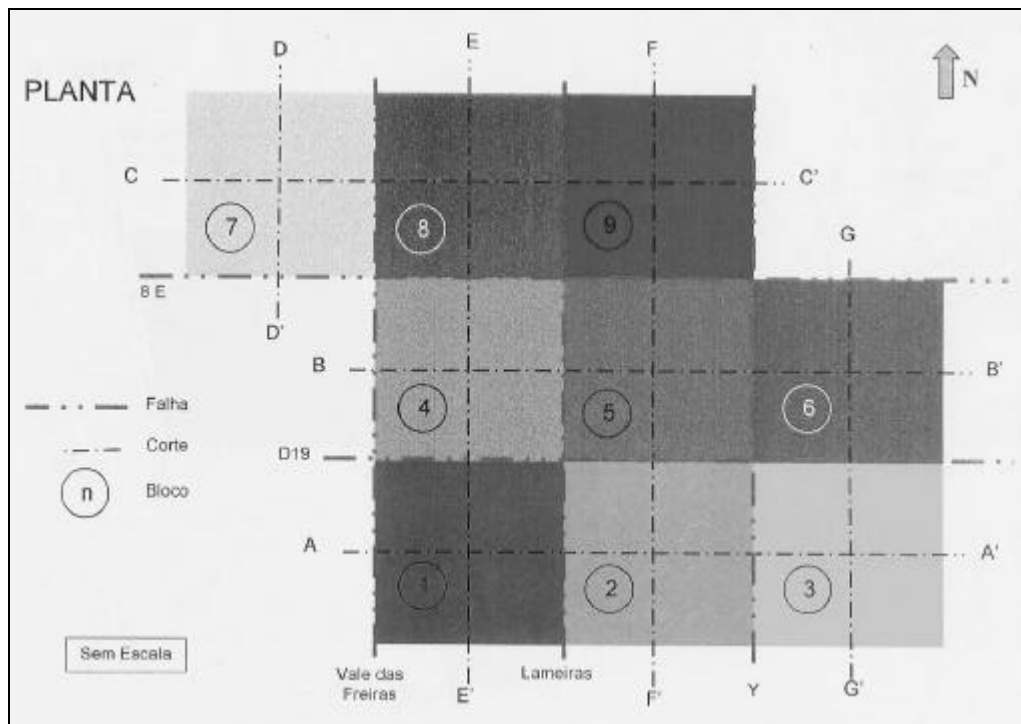 D
E
F
N
PLANTA
C
C'
7
8
9
G
8 E
D'
B
B'
Falha
4
5
6
Corte
D19
n
Bloco
A
A'
1
2
3
Sem Escala
Vale das
Freiras
E'
Lameiras
F'
Y
G'